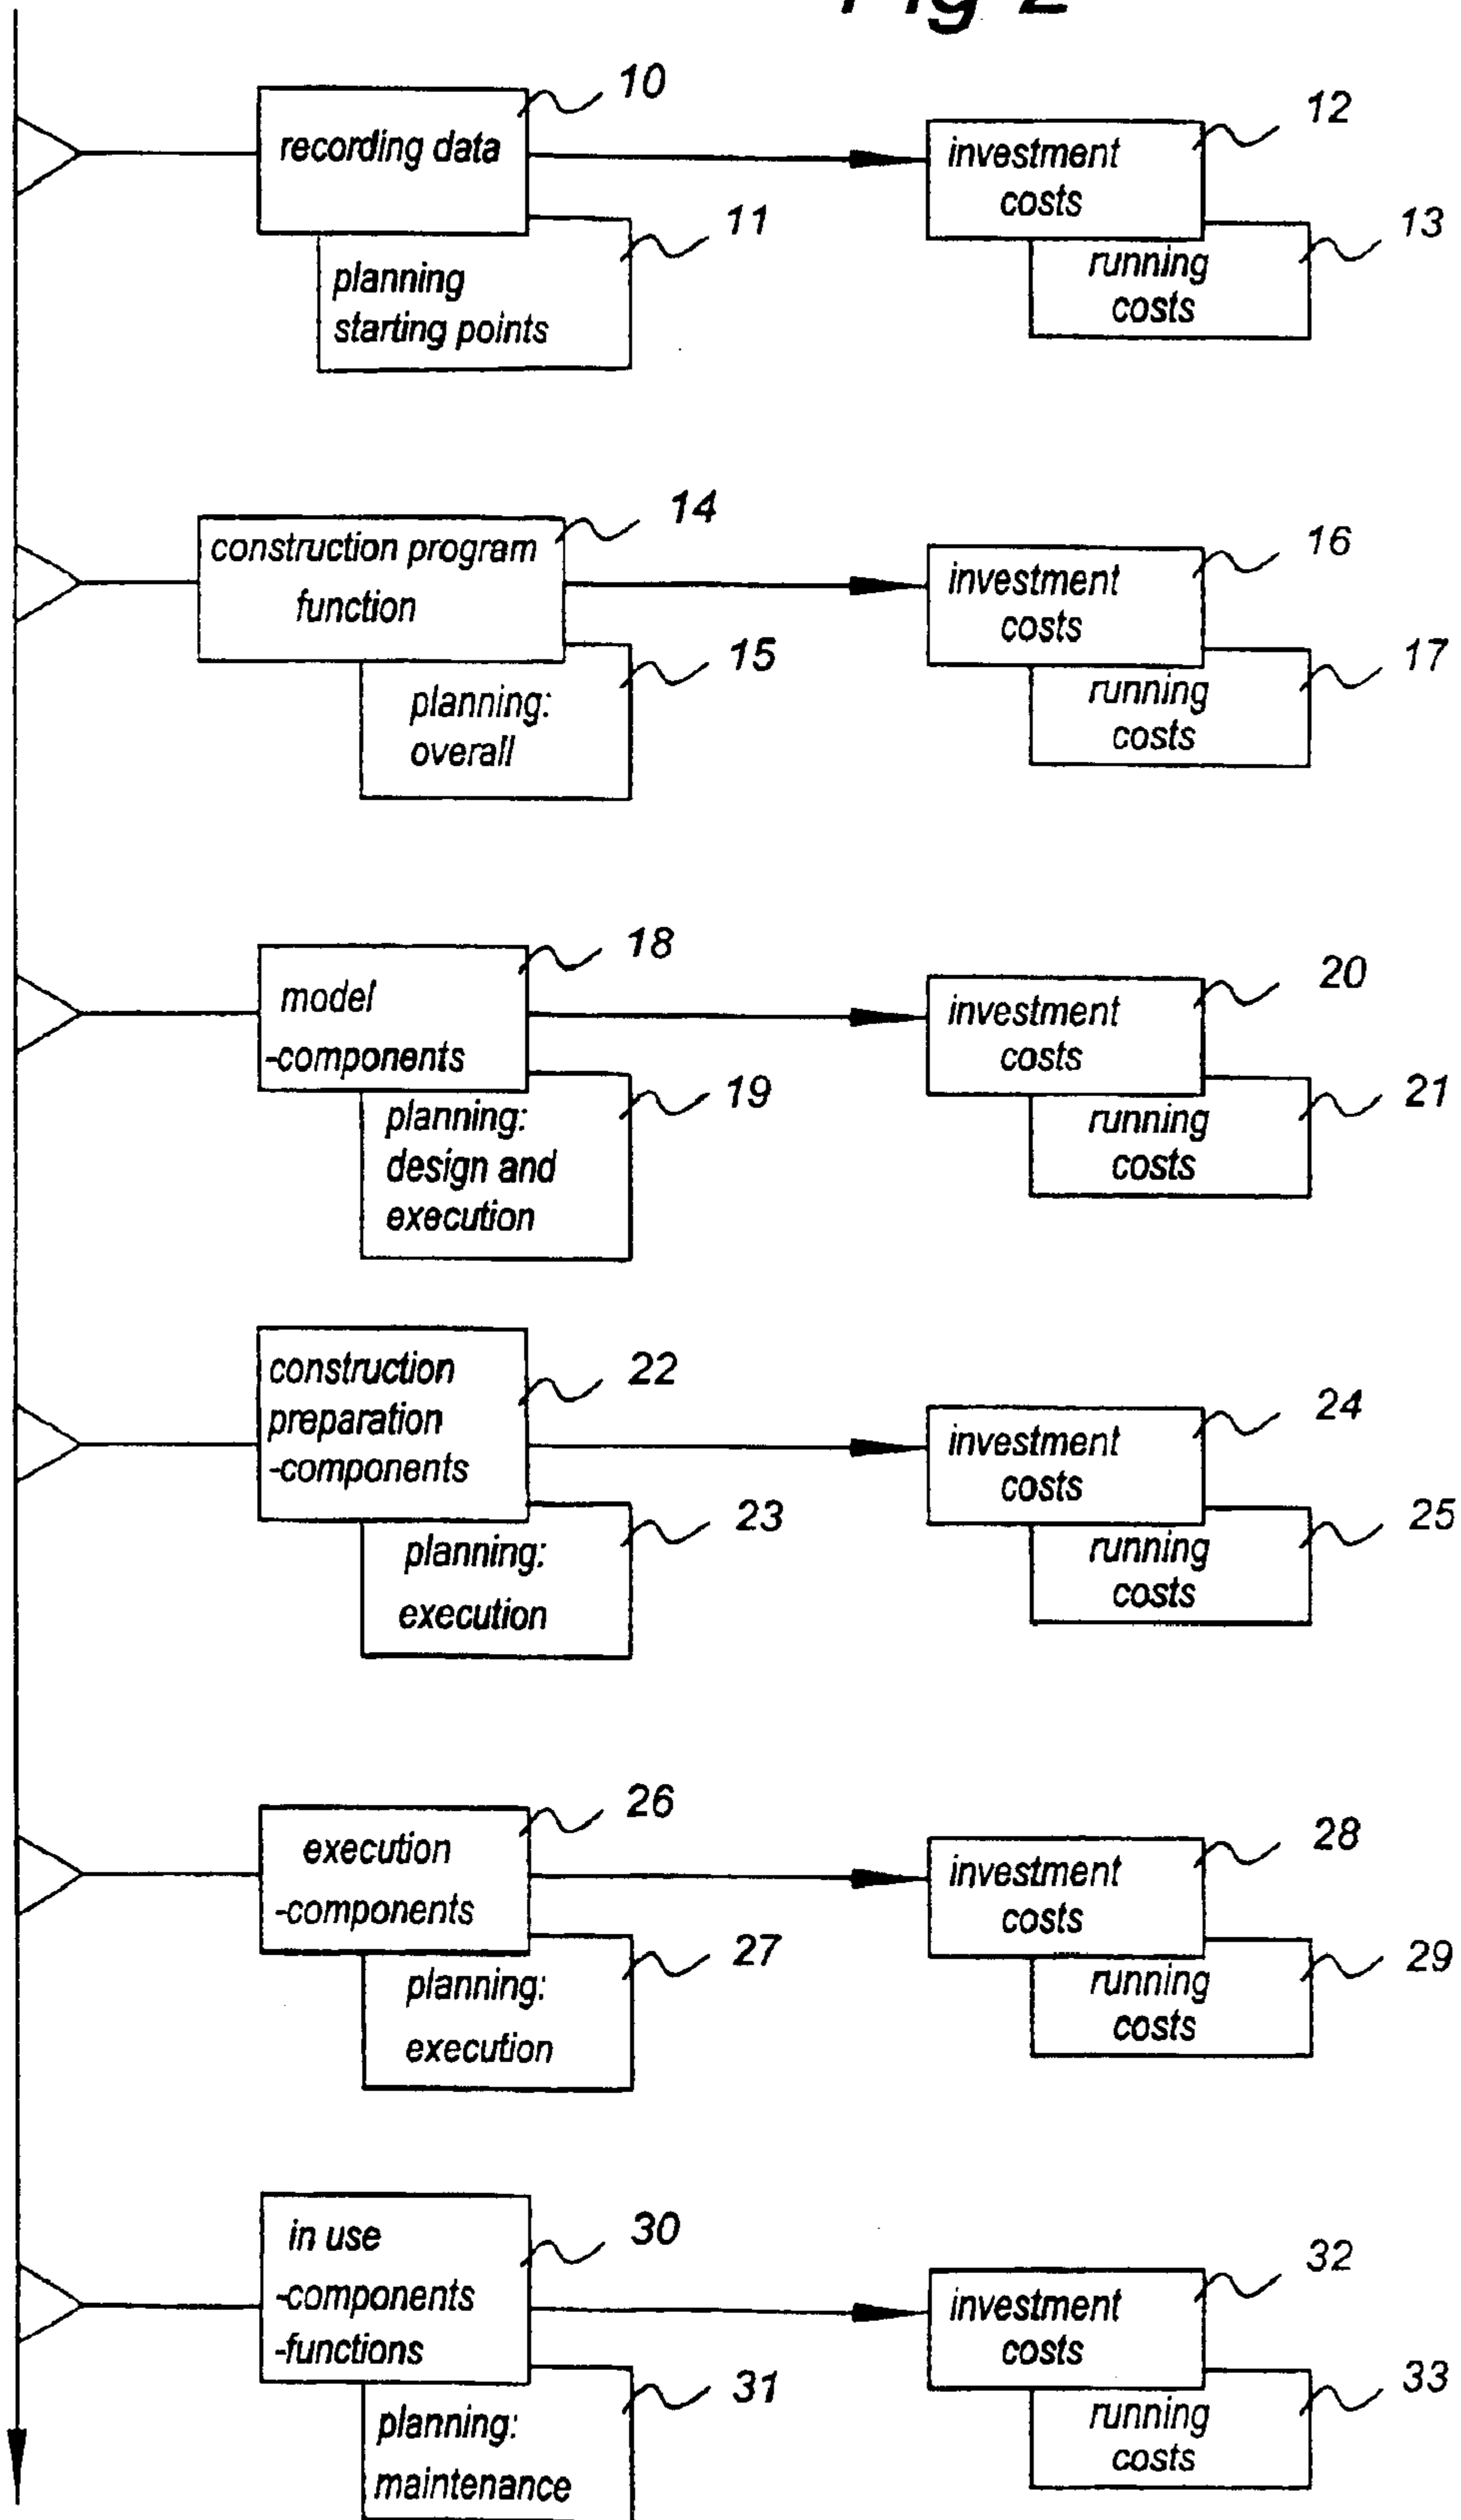 Fig 2
10
recording data
12
investment
costs
11
planning
starting points
13
running
costs
14
construction program
function
16
investment
costs
15
planning:
overall
17
running
costs
18
model
-components
20
investment
costs
19
planning:
design and
execution
21
running
costs
22
construction
preparation
-components
24
investment
costs
23
planning:
execution
25
running
costs
26
execution
-components
28
investment
costs
27
planning:
execution
29
running
costs
30
in use
-components
-functions
32
investment
costs
31
planning:
maintenance
33
running
costs